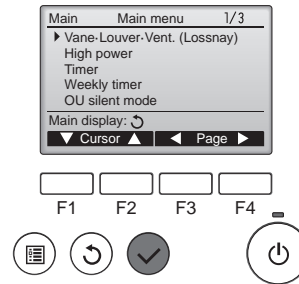 Main Main menu 1/3
Vane·Louver·Vent. (Lossnay)
High power
Timer
Weekly timer
OU silent mode
Main display:
Cursor Page
F1 F2 F3 F4